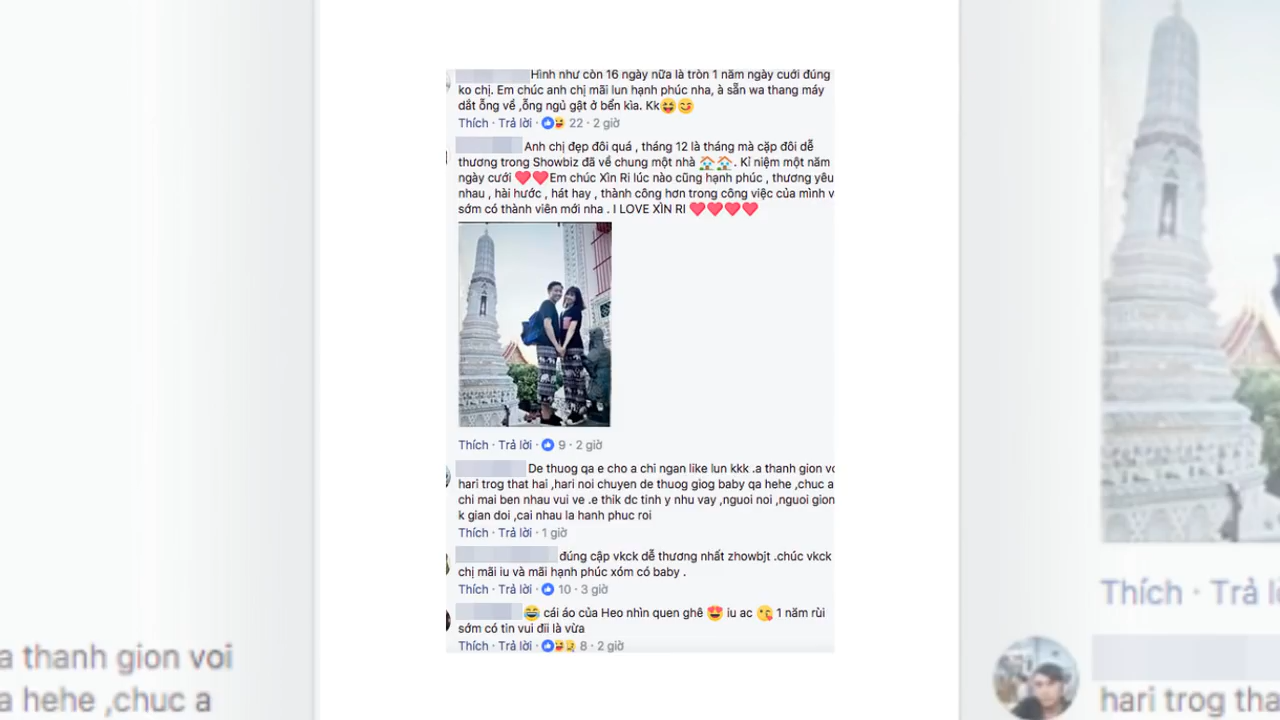 Hình như còn 16 ngày nữa là tròn 1 năm ngày cưới đúng
ko chị. Em chúc anh chị mãi lun hạnh phúc nha, à sẵn wa thang máy
dắt ổng về ,ổng ngủ gật ở bển kìa. Kk😝😋
Thích · Trả lời · 22 · 2 giờ
Anh chị đẹp đôi quá , tháng 12 là tháng mà cặp đôi dễ
thương trong Showbiz đã về chung một nhà 🏠🏠. Kỉ niệm một năm
ngày cưới ❤️❤️Em chúc Xìn Ri lúc nào cũng hạnh phúc , thương yêu
nhau , hài hước , hát hay , thành công hơn trong công việc của mình v
sớm có thành viên mới nha . I LOVE XÌN RI ❤️❤️❤️❤️
Thích · Trả lời · 9 · 2 giờ
De thuog qa e cho a chi ngan like lun kkk .a thanh gion vo
hari trog that hai ,hari noi chuyen de thuog giog baby qa hehe ,chuc a
chi mai ben nhau vui ve .e thik dc tinh y nhu vay ,nguoi noi ,nguoi gion
k gian doi ,cai nhau la hanh phuc roi
Thích · Trả lời · 1 giờ
đúng cập vkck dễ thương nhất zhowbjt .chúc vkck
chị mãi iu và mãi hạnh phúc xóm có baby .
Thích · Trả lời · 10 · 3 giờ
😂 cái áo của Heo nhìn quen ghê 😍 iu ac 😘 1 năm rùi
sớm có tin vui đii là vừa
Thích · Trả lời · 8 · 2 giờ
a thanh gion voi
a hehe ,chuc a
Thích · Trả l
hari trog tha